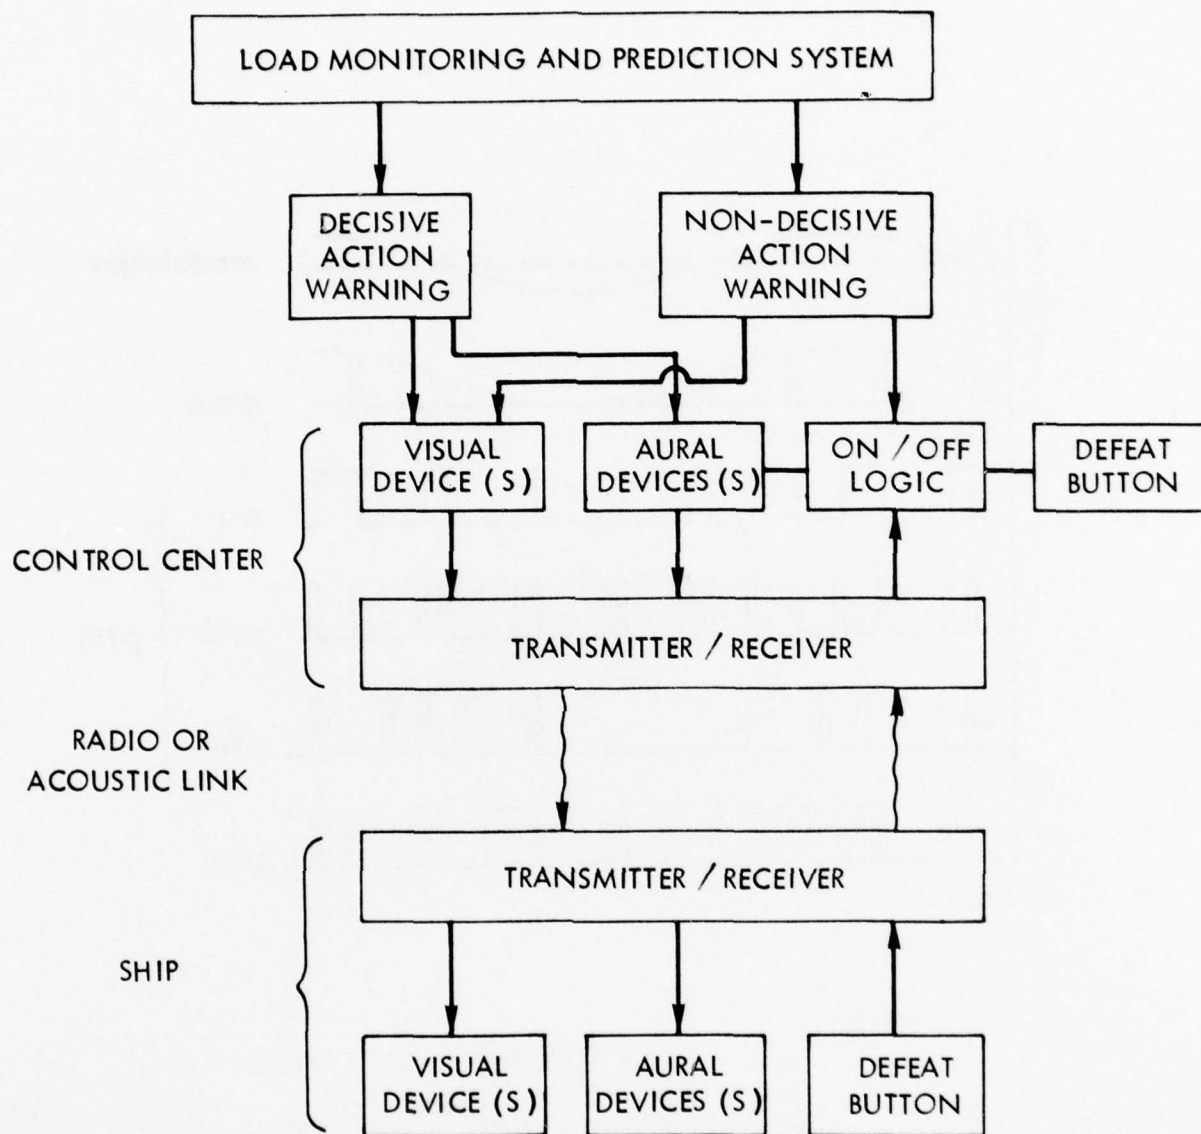 LOAD MONITORING AND PREDICTION SYSTEM
DECISIVE
ACTION
WARNING
NON-DECISIVE
ACTION
WARNING
VISUAL
DEVICE (S)
AURAL
DEVICES (S)
ON / OFF
LOGIC
DEFEAT
BUTTON
CONTROL CENTER
TRANSMITTER / RECEIVER
RADIO OR
ACOUSTIC LINK
TRANSMITTER / RECEIVER
SHIP
VISUAL
DEVICE (S)
AURAL
DEVICES (S)
DEFEAT
BUTTON